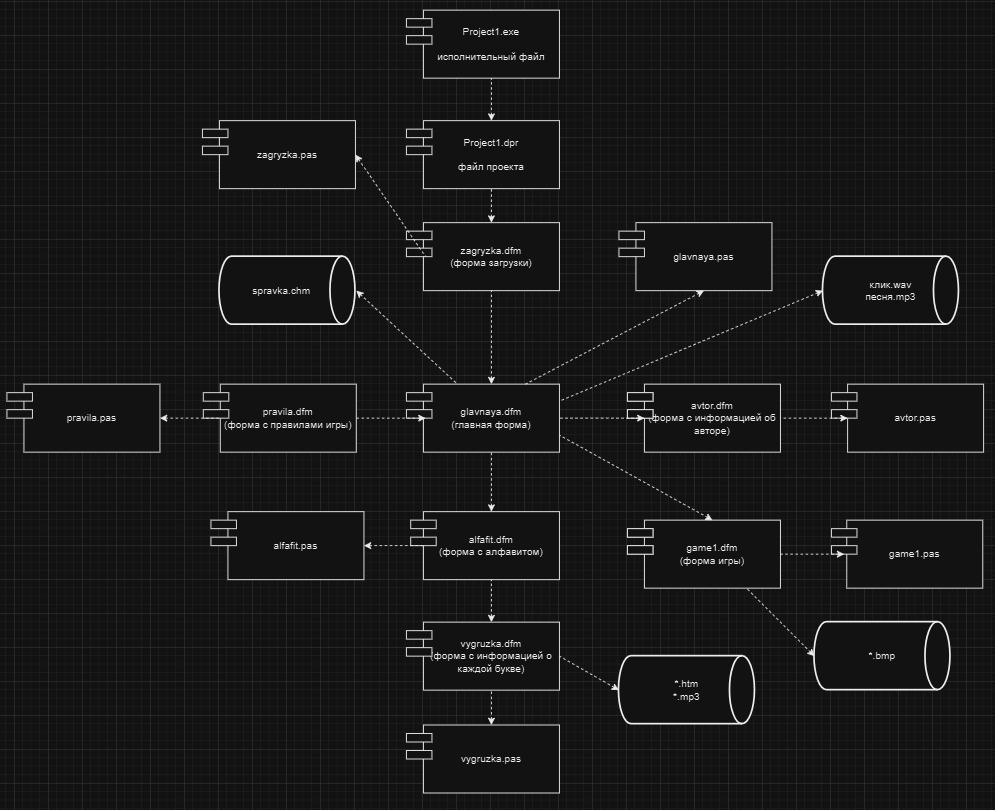 Project1.exe
исполнительный файл
zagryzka.pas
Project1.dpr
файл проекта
zagryzka.dfm
(форма загрузки)
glavnaya.pas
spravka.chm
клик.wav
песня.mp3
pravila.pas
pravila.dfm
(форма с правилами игры)
glavnaya.dfm
(главная форма)
avtor.dfm
(форма с информацией об
авторе)
avtor.pas
alfafit.pas
alfafit.dfm
(форма с алфавитом)
game1.dfm
(форма игры)
game1.pas
vygruzka.dfm
(форма с информацией о
каждой букве)
*.htm
*.mp3
*.bmp
vygruzka.pas